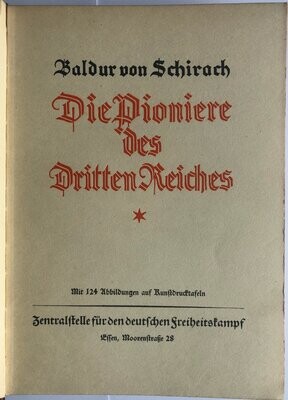 Baldur von Schirach
Die Pioniere
des
Dritten Reiches
Mit 124 Abbildungen auf Kunstdrucktafeln
Zentralstelle für den deutschen Freiheitskampf
Essen, Moorenstraße 28